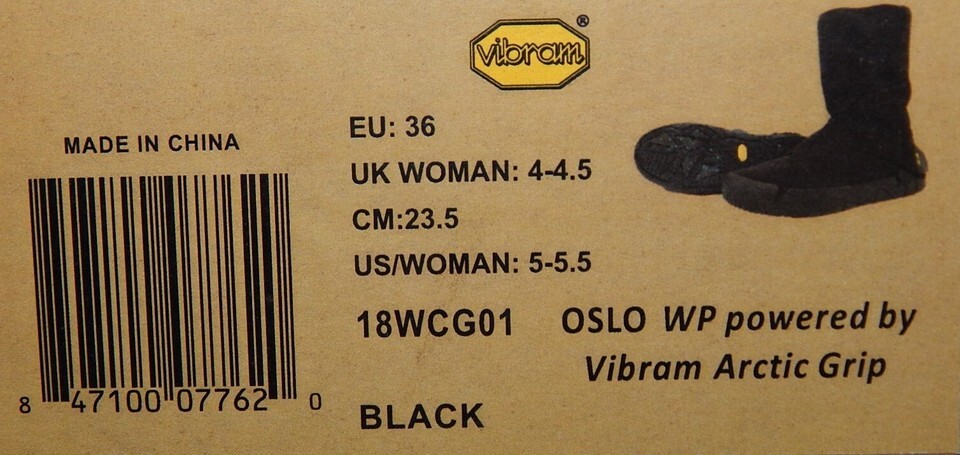 vibram®
MADE IN CHINA
8 47100 07762 0
EU: 36
UK WOMAN: 4-4.5
CM:23.5
US/WOMAN: 5-5.5
18WCG01
BLACK
OSLO WP powered by
Vibram Arctic Grip